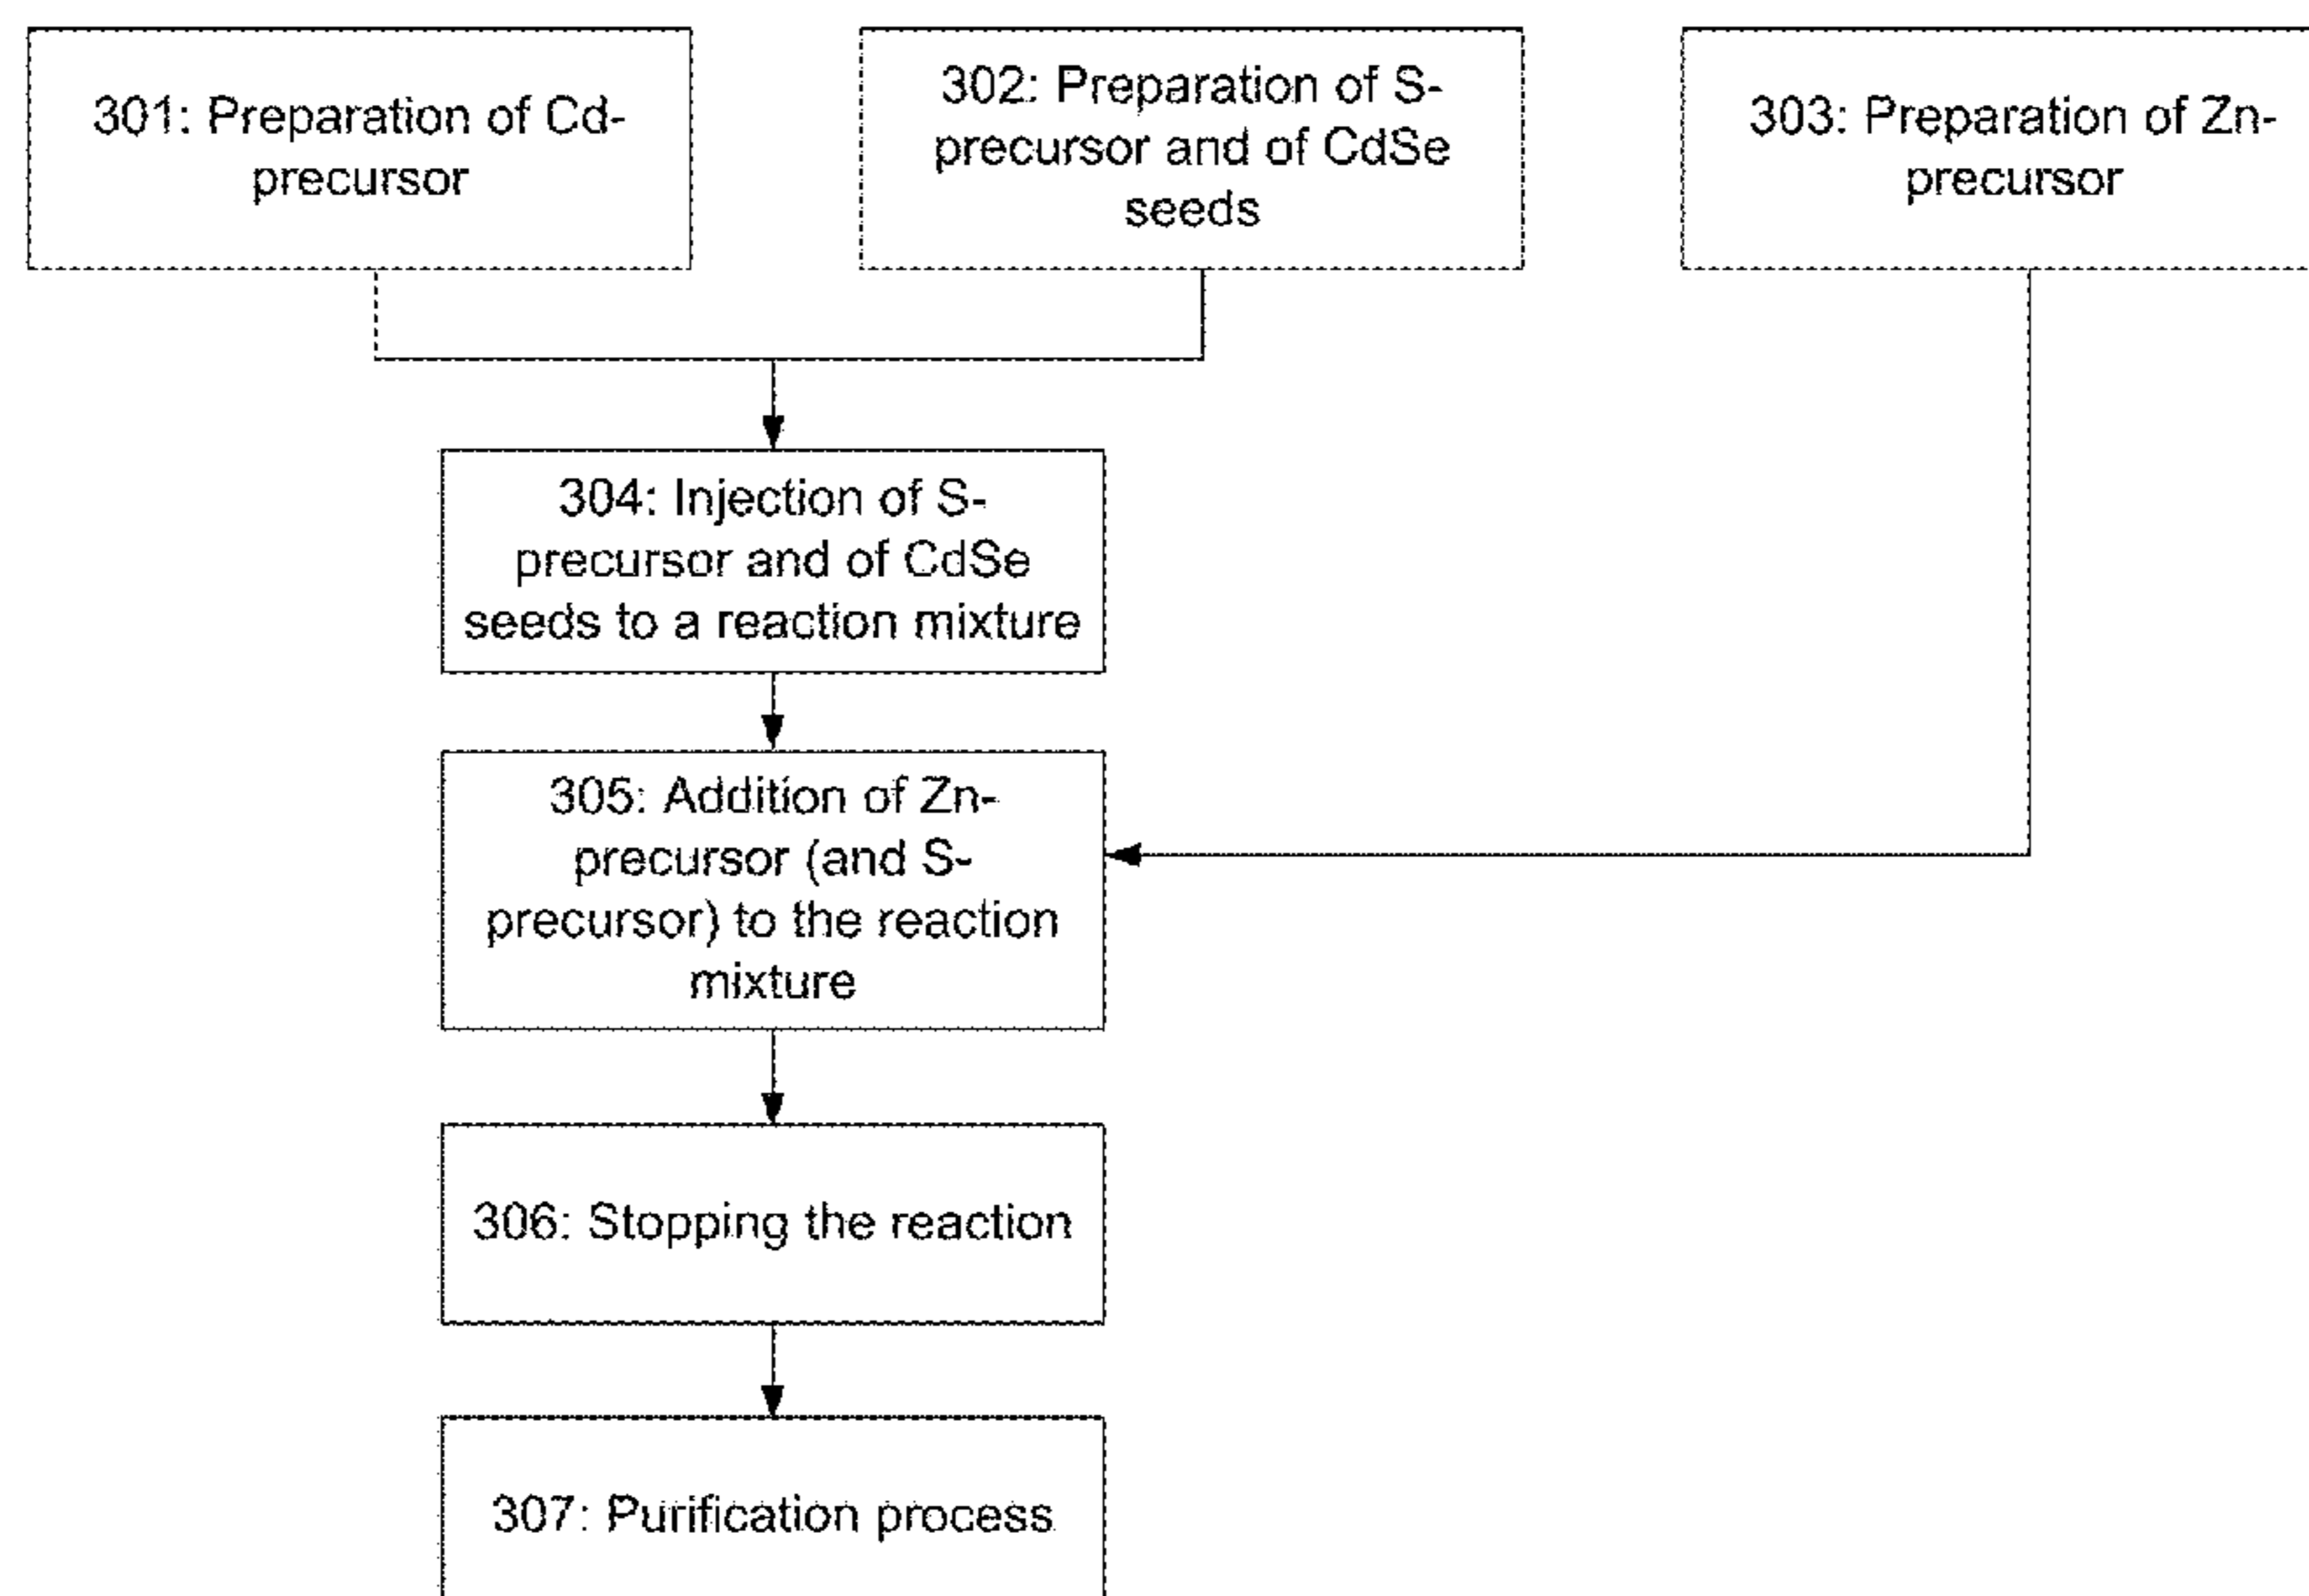 301: Preparation of Cd-
precursor
302: Preparation of S-
precursor and of CdSe
seeds
303: Preparation of Zn-
precursor
304: Injection of S-
precursor and of CdSe
seeds to a reaction mixture
305: Addition of Zn-
precursor (and S-
precursor) to the reaction
mixture
306: Stopping the reaction
307: Purification process